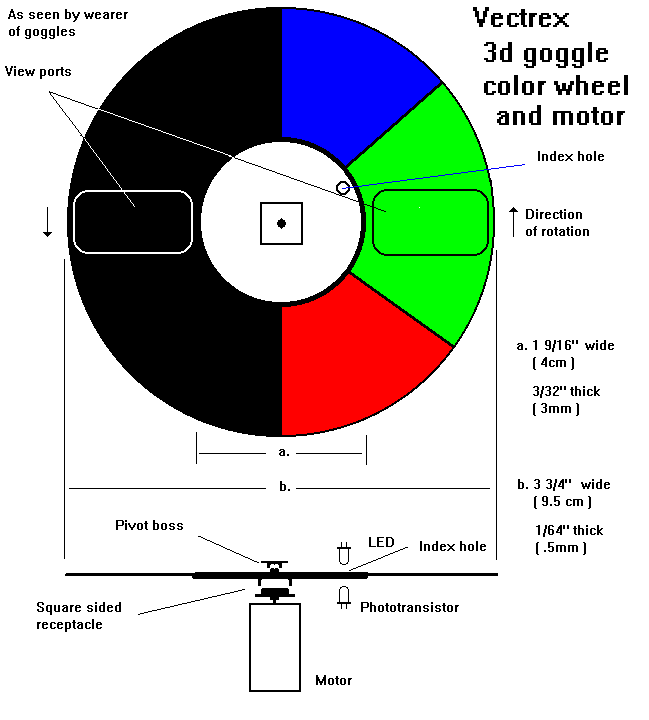 As seen by wearer
of goggles
Vectrex
3d goggle
color wheel
and motor
View ports
Index hole
Direction
of rotation
a. 1 9/16" wide
( 4cm )
3/32" thick
( 3mm )
a.
b.
b. 3 3/4" wide
( 9.5 cm )
1/64" thick
( .5mm )
Pivot boss
LED
Index hole
Square sided
receptacle
Phototransistor
Motor